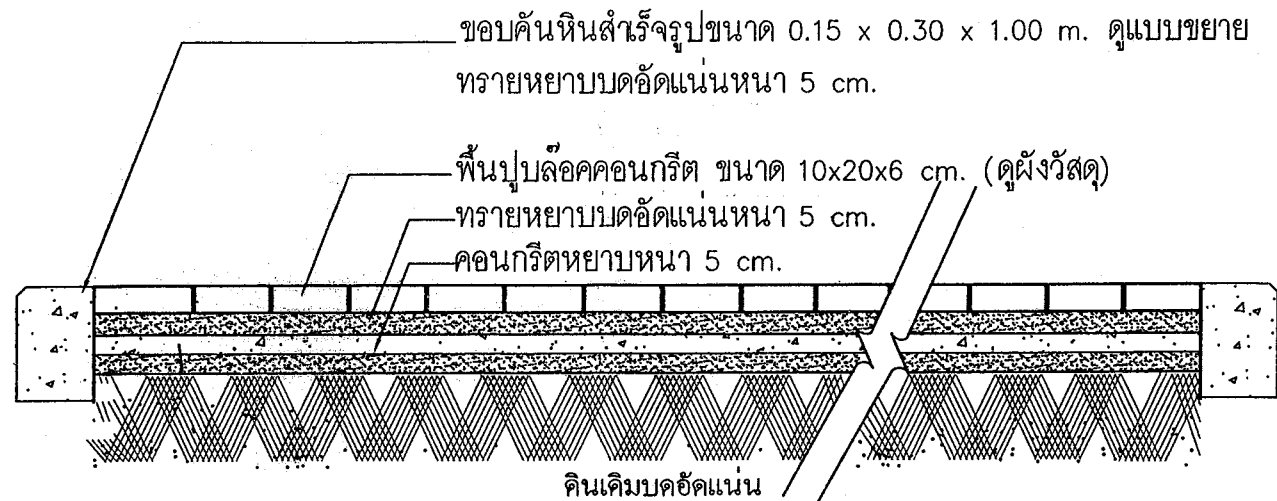 ขอบคันหินสำเร็จรูปขนาด 0.15 x 0.30 x 1.00 m. ดูแบบขยาย
ทรายหยาบบดอัดแน่นหนา 5 cm.
พื้นปูบล๊อคคอนกรีต ขนาด 10x20x6 cm. (ดูผังวัสดุ)
ทรายหยาบบดอัดแน่นหนา 5 cm.
คอนกรีตหยาบหนา 5 cm.
ดินเดิมบดอัดแน่น